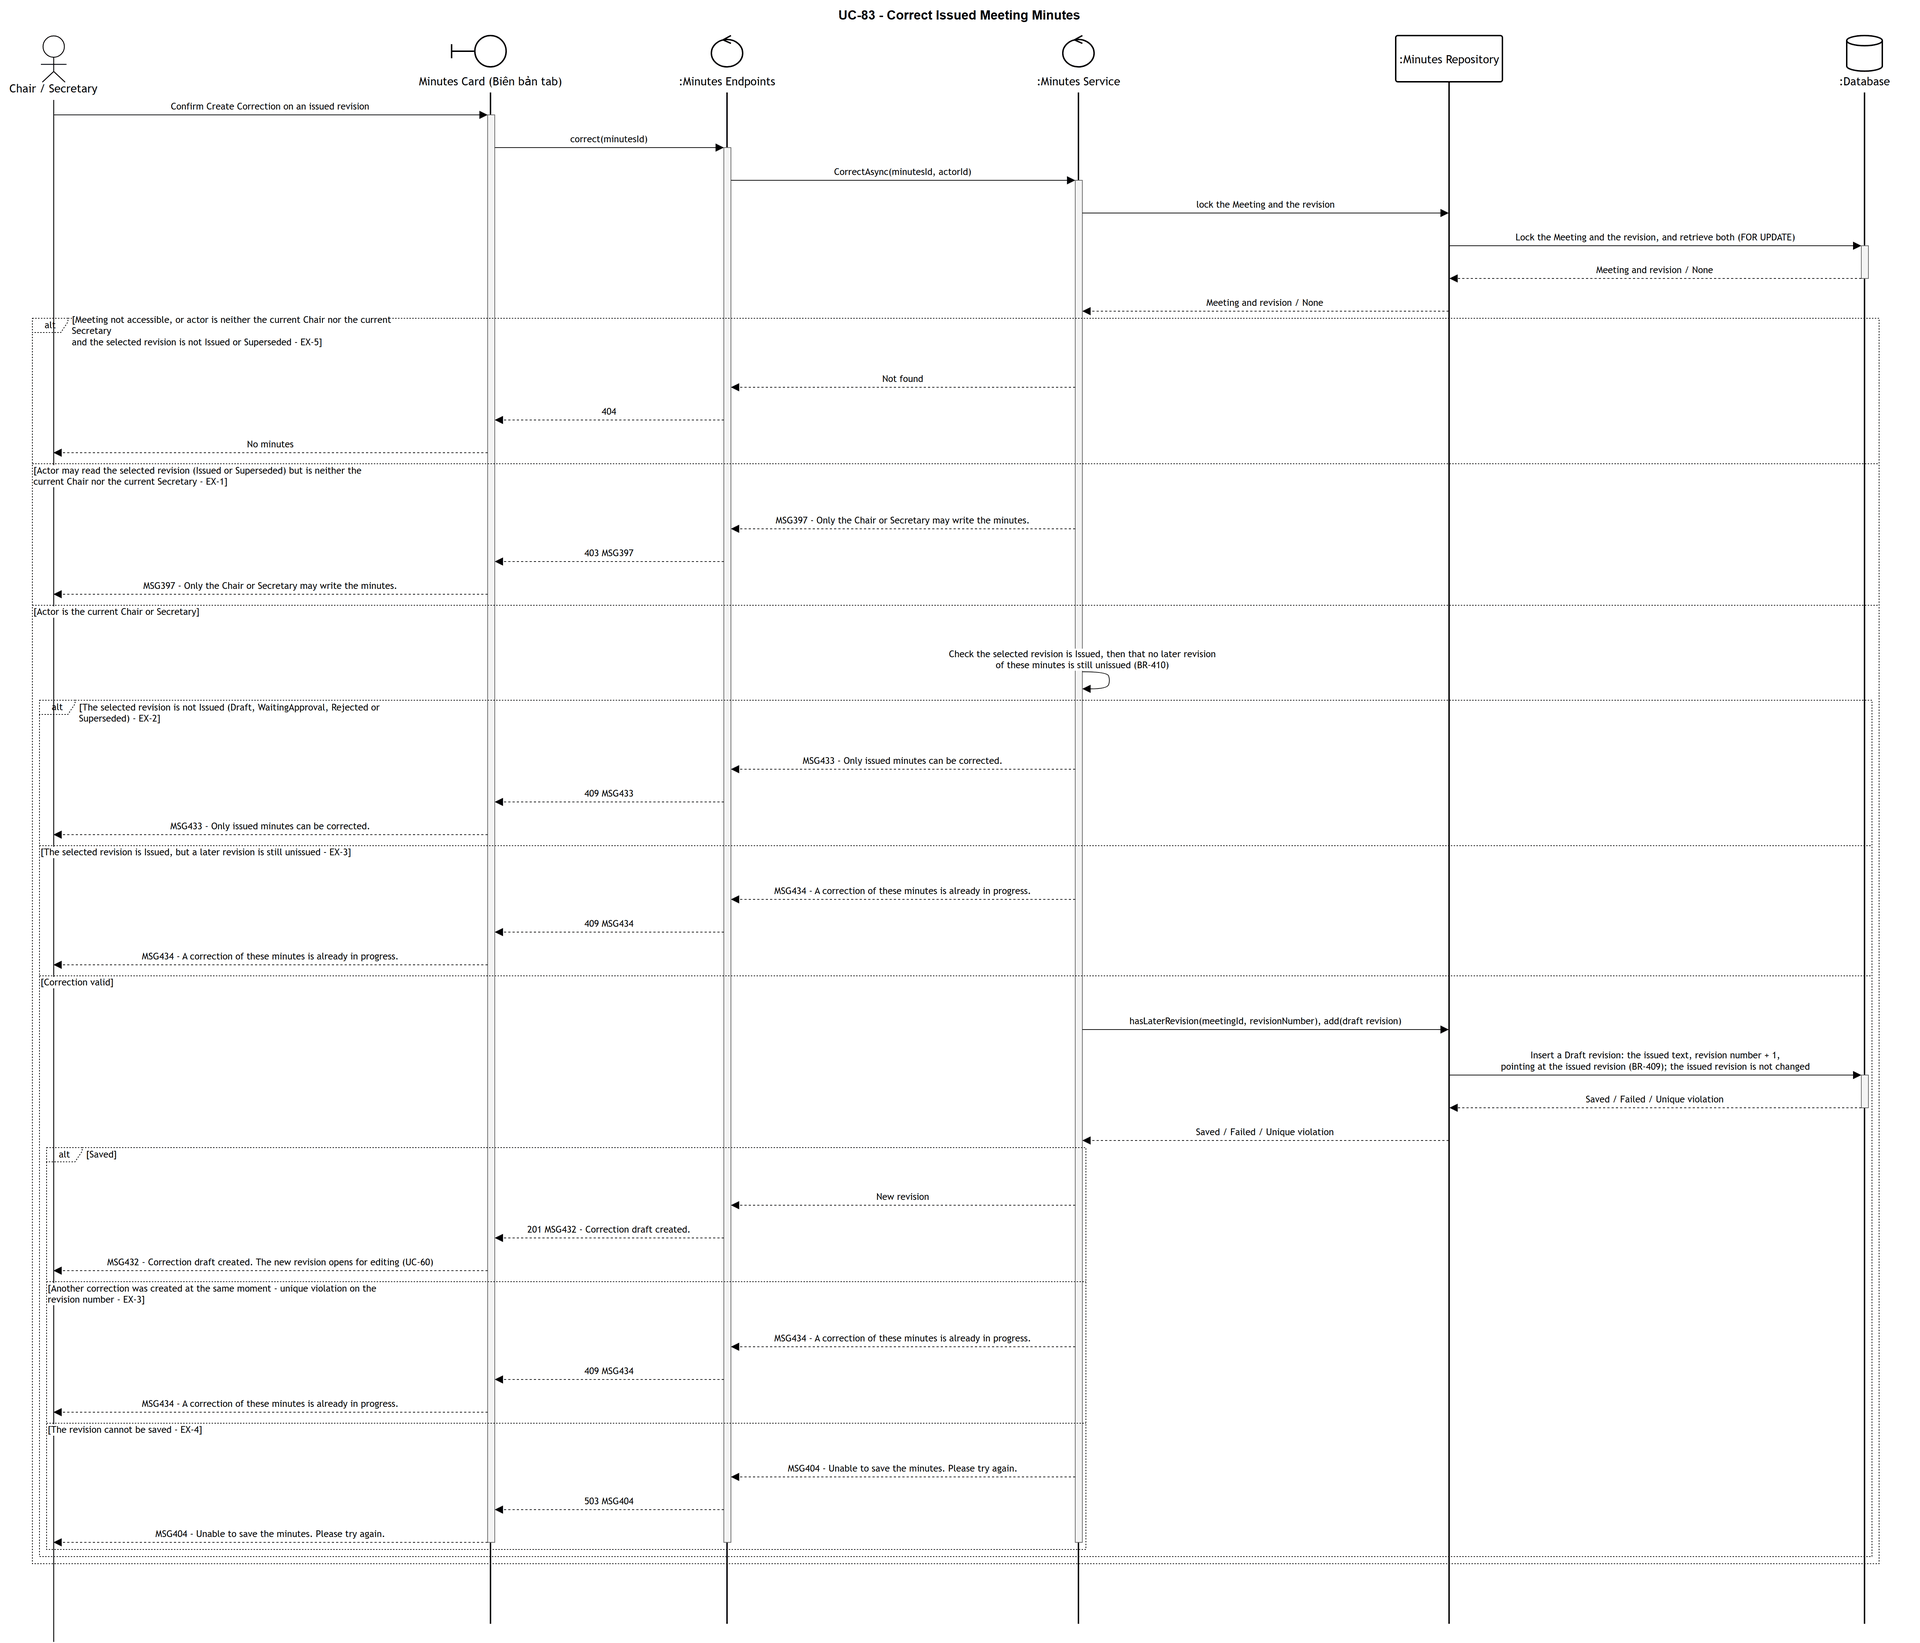 UC-83 - Correct Issued Meeting Minutes
Chair / Secretary
Minutes Card (Biên bản tab)
:Minutes Endpoints
:Minutes Service
:Minutes Repository
:Database
Confirm Create Correction on an issued revision
correct(minutesId)
CorrectAsync(minutesId, actorId)
lock the Meeting and the revision
Lock the Meeting and the revision, and retrieve both (FOR UPDATE)
Meeting and revision / None
Meeting and revision / None
alt
[Meeting not accessible, or actor is neither the current Chair nor the current
Secretary
and the selected revision is not Issued or Superseded - EX-5]
Not found
404
No minutes
[Actor may read the selected revision (Issued or Superseded) but is neither the
current Chair nor the current Secretary - EX-1]
MSG397 - Only the Chair or Secretary may write the minutes.
403 MSG397
MSG397 - Only the Chair or Secretary may write the minutes.
[Actor is the current Chair or Secretary]
Check the selected revision is Issued, then that no later revision
of these minutes is still unissued (BR-410)
alt
[The selected revision is not Issued (Draft, WaitingApproval, Rejected or
Superseded) - EX-2]
MSG433 - Only issued minutes can be corrected.
409 MSG433
MSG433 - Only issued minutes can be corrected.
[The selected revision is Issued, but a later revision is still unissued - EX-3]
MSG434 - A correction of these minutes is already in progress.
409 MSG434
MSG434 - A correction of these minutes is already in progress.
[Correction valid]
hasLaterRevision(meetingId, revisionNumber), add(draft revision)
Insert a Draft revision: the issued text, revision number + 1,
pointing at the issued revision (BR-409); the issued revision is not changed
Saved / Failed / Unique violation
Saved / Failed / Unique violation
alt
[Saved]
New revision
201 MSG432 - Correction draft created.
MSG432 - Correction draft created. The new revision opens for editing (UC-60)
[Another correction was created at the same moment - unique violation on the
revision number - EX-3]
MSG434 - A correction of these minutes is already in progress.
409 MSG434
MSG434 - A correction of these minutes is already in progress.
[The revision cannot be saved - EX-4]
MSG404 - Unable to save the minutes. Please try again.
503 MSG404
MSG404 - Unable to save the minutes. Please try again.